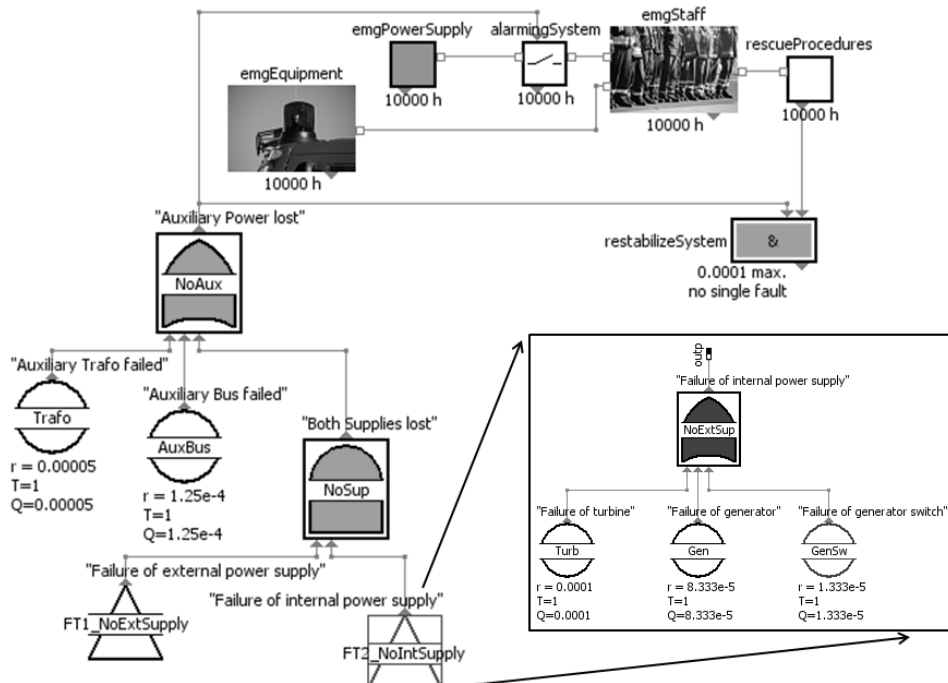 emgStaff
emgPowerSupply
alarmingSystem
rescueProcedures
emgEquipment
10000 h
10000 h
10000 h
10000 h
10000 h
"Auxiliary Power lost"
NoAux
restabilizeSystem
&
0.0001 max.
no single fault
"Auxiliary Trafo failed"
Trafo
r = 0.00005
T=1
Q=0.00005
"Auxiliary Bus failed"
AuxBus
r = 1.25e-4
T=1
Q=1.25e-4
"Both Supplies lost"
NoSup
"Failure of external power supply"
FT1_NoExtSupply
"Failure of internal power supply"
FT2_NoIntSupply
outp
"Failure of internal power supply"
NoExtSup
"Failure of turbine"
Turb
r = 0.0001
T=1
Q=0.0001
"Failure of generator"
Gen
r = 8.333e-5
T=1
Q=8.333e-5
"Failure of generator switch"
GenSw
r = 1.333e-5
T=1
Q=1.333e-5